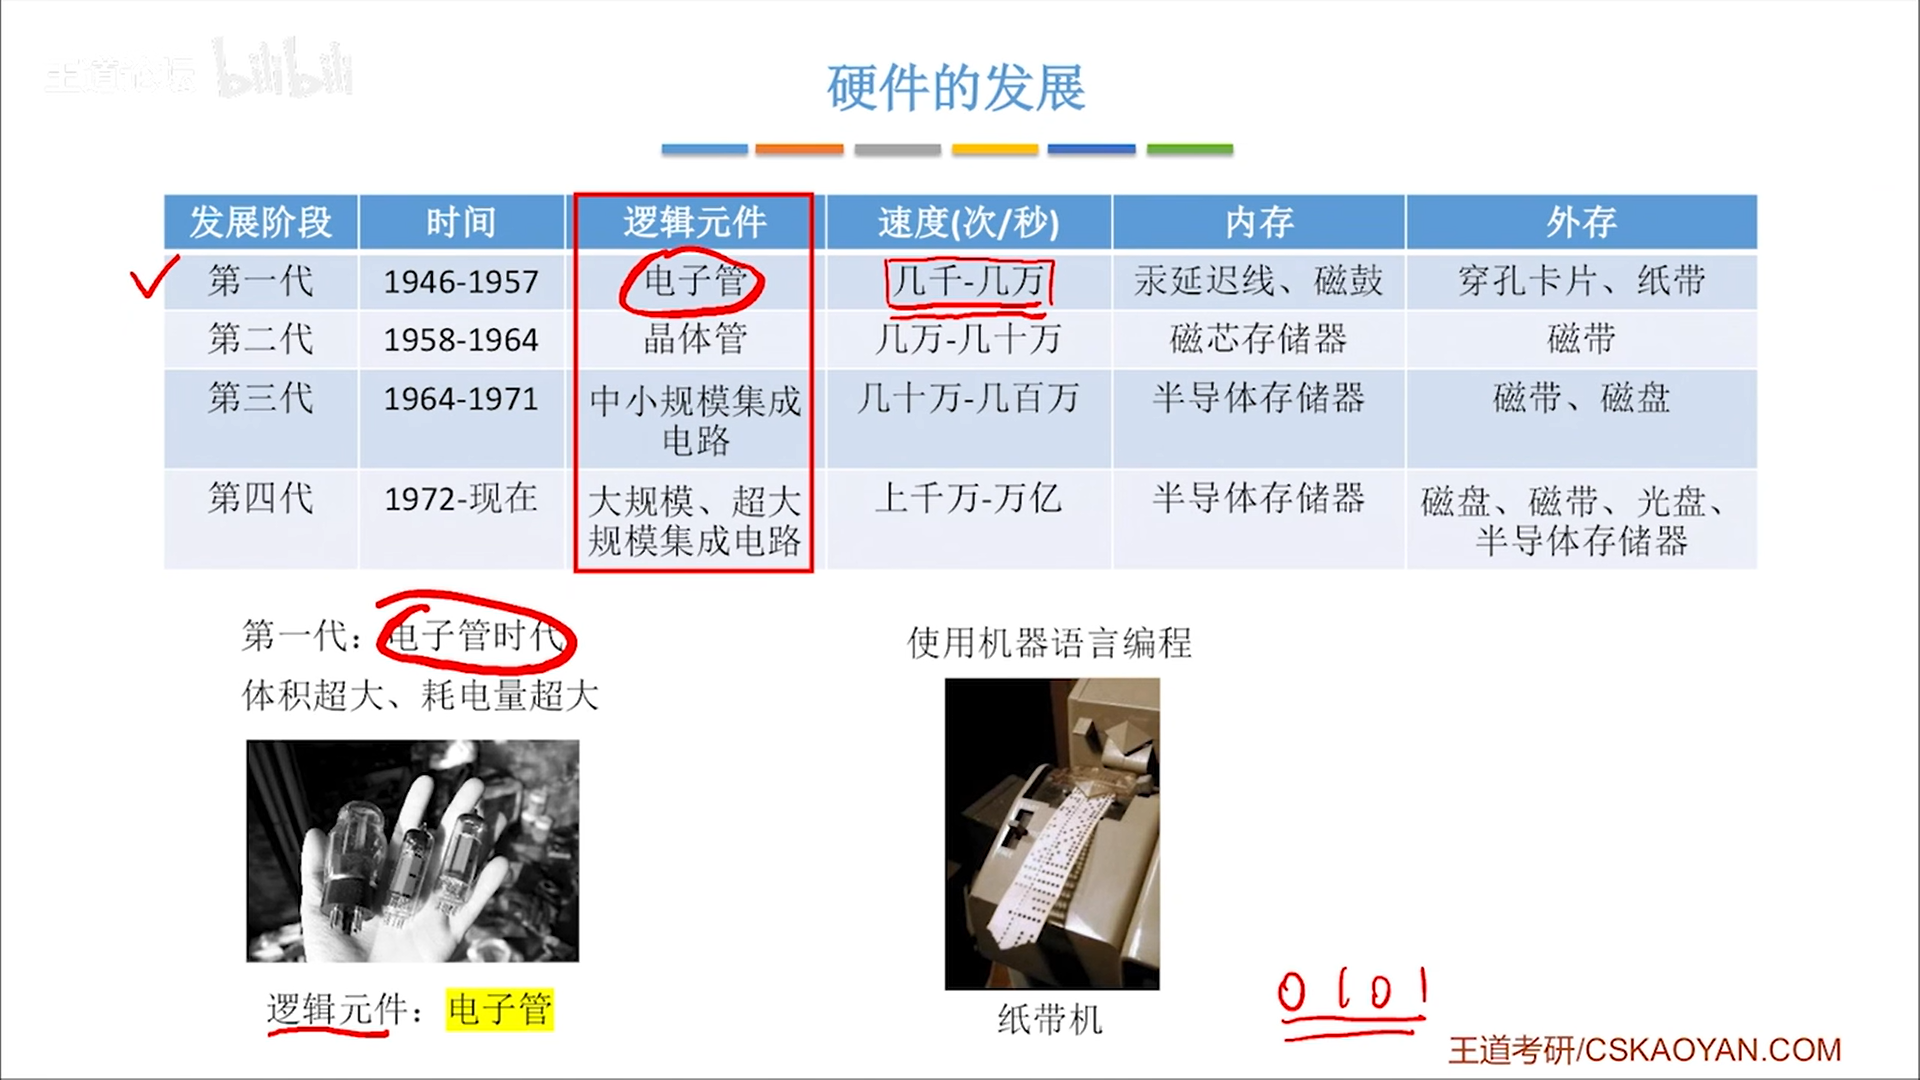 王道论坛 bilibili
硬件的发展
发展阶段 时间 逻辑元件 速度(次/秒) 内存 外存
第一代 1946-1957 电子管 几千-几万 汞延迟线、磁鼓 穿孔卡片、纸带
第二代 1958-1964 晶体管 几万-几十万 磁芯存储器 磁带
第三代 1964-1971 中小规模集成 几十万-几百万 半导体存储器 磁带、磁盘
电路
第四代 1972-现在 大规模、超大 上千万-万亿 半导体存储器 磁盘、磁带、光盘、
规模集成电路 半导体存储器
第一代：电子管时代
体积超大、耗电量超大
逻辑元件：电子管
使用机器语言编程
纸带机
0101
王道考研/CSKAOYAN.COM